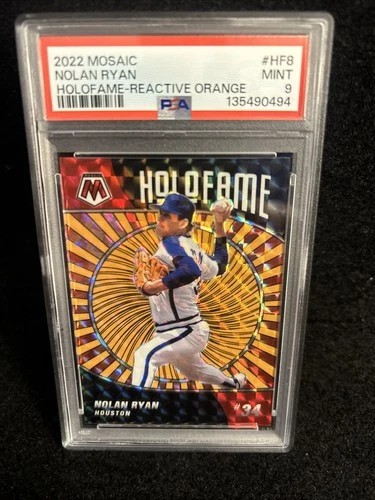 2022 MOSAIC #HF8
NOLAN RYAN MINT
HOLOFAME-REACTIVE ORANGE 9
PSA 135490494
M
HOLOFAME
NOLAN RYAN
HOUSTON
#34